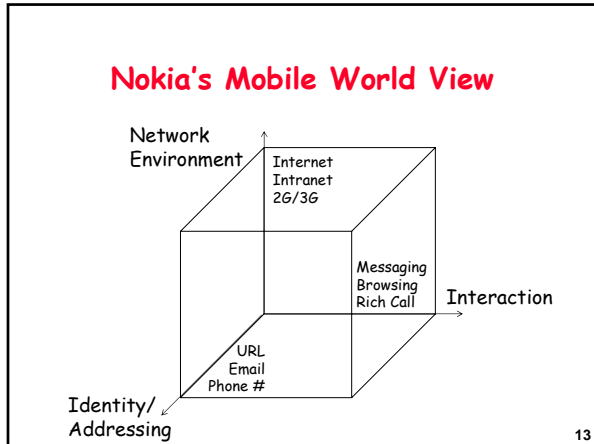 Nokia's Mobile World View
Network
Environment
Internet
Intranet
2G/3G
Messaging
Browsing
Rich Call
Interaction
URL
Email
Phone #
Identity/
Addressing
13